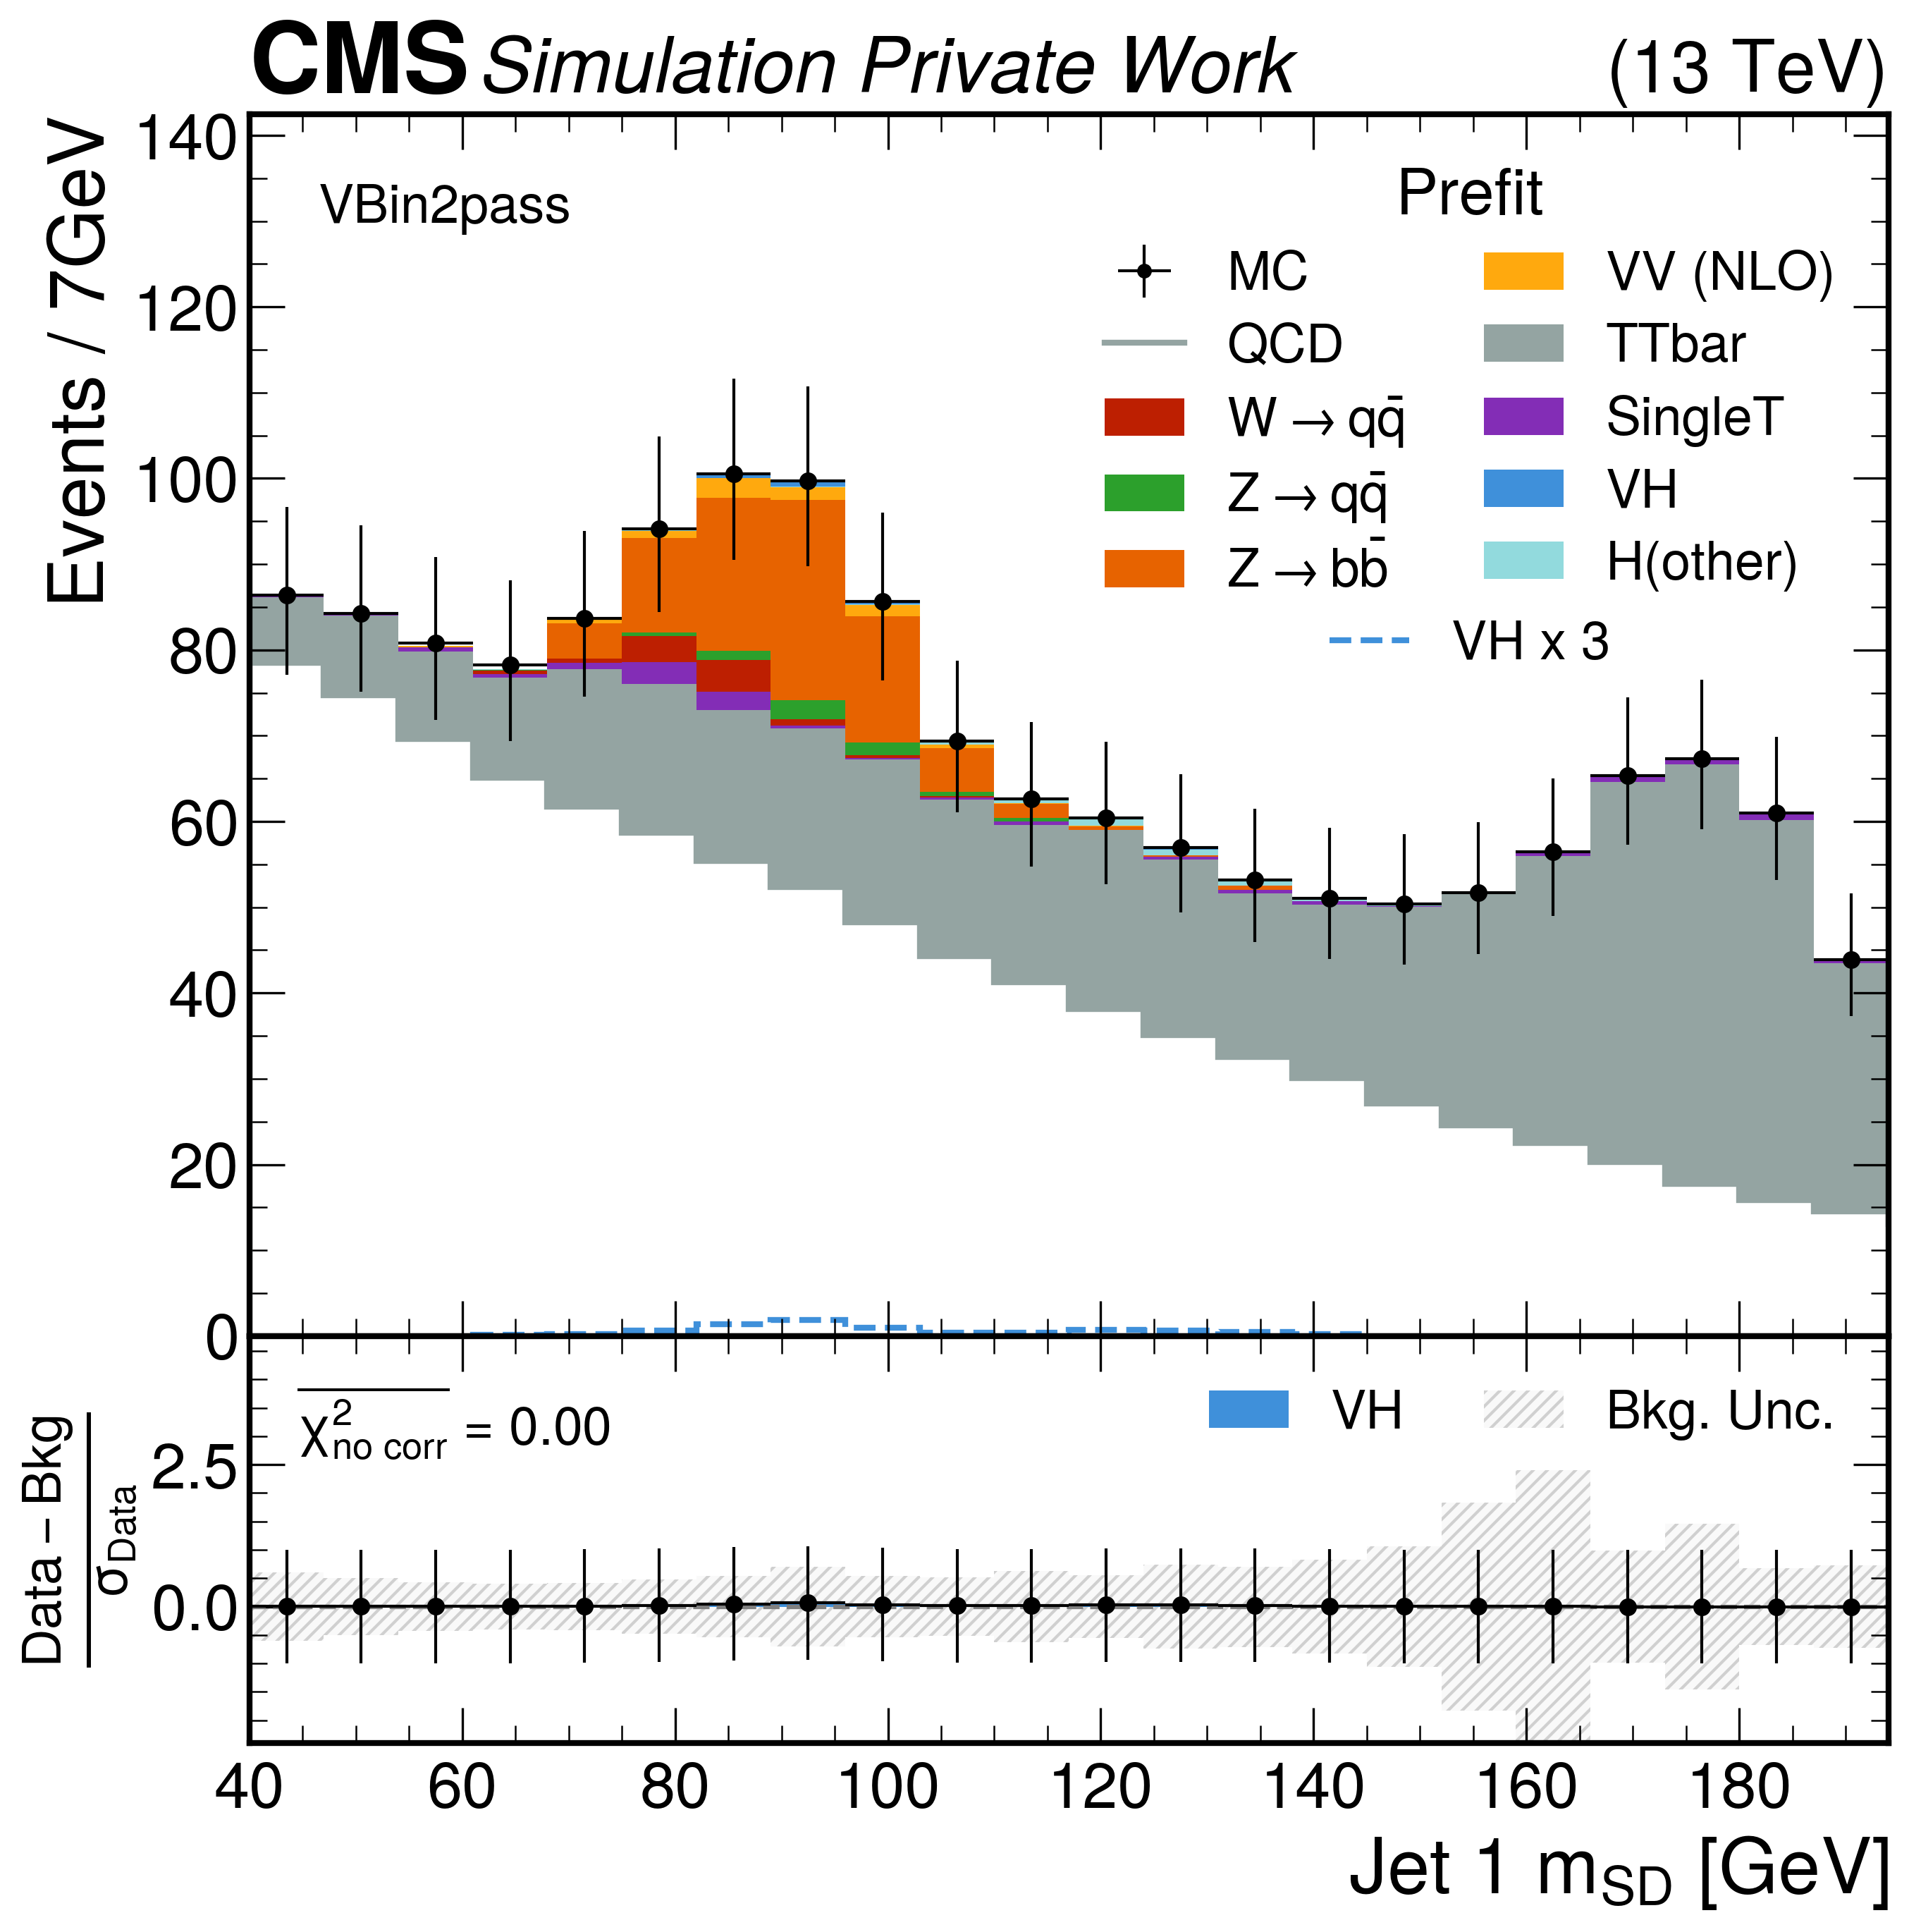 CMS Simulation Private Work (13 TeV)
Events / 7GeV
140
120
100
80
60
40
20
0
VBin2pass
Prefit
MC
QCD
W → qq̄
Z → qq̄
Z → bb̄
VV (NLO)
TTbar
SingleT
VH
H(other)
VH x 3
Data − Bkg
σData
2.5
0.0
χ²no corr = 0.00
VH
Bkg. Unc.
40 60 80 100 120 140 160 180
Jet 1 mSD [GeV]